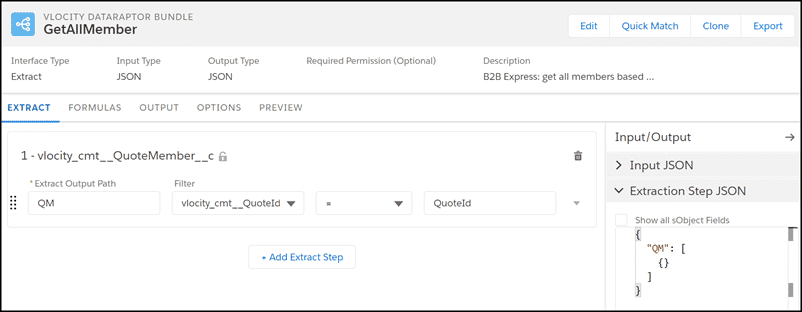 VLOCITY DATARAPTOR BUNDLE
GetAllMember
Edit
Quick Match
Clone
Export
Interface Type
Input Type
Output Type
Required Permission (Optional)
Description
Extract
JSON
JSON
B2B Express: get all members based ...
EXTRACT
FORMULAS
OUTPUT
OPTIONS
PREVIEW
1 - vlocity_cmt__QuoteMember__c
* Extract Output Path
Filter
QM
vlocity_cmt__QuoteId
=
QuoteId
+ Add Extract Step
Input/Output
Input JSON
Extraction Step JSON
Show all sObject Fields
{
"QM": [
{}
]
}